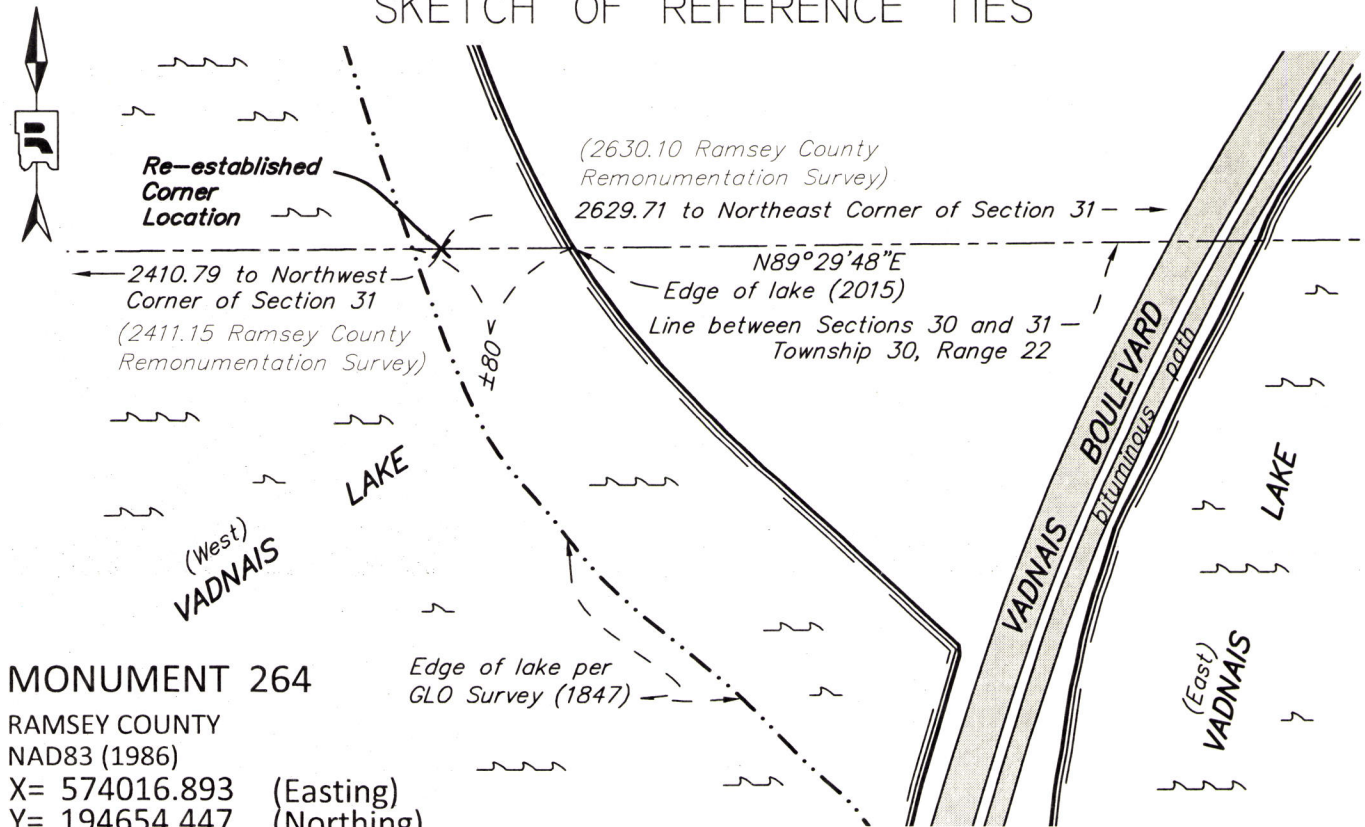 SKETCH OF REFERENCE TIES
Re-established
Corner
Location
(2630.10 Ramsey County
Remonumentation Survey)
2629.71 to Northeast Corner of Section 31
2410.79 to Northwest
Corner of Section 31
(2411.15 Ramsey County
Remonumentation Survey)
N89°29'48"E
Edge of lake (2015)
Line between Sections 30 and 31
Township 30, Range 22
±80
VADNAIS BOULEVARD
bituminous path
(West)
VADNAIS LAKE
(East)
VADNAIS LAKE
Edge of lake per
GLO Survey (1847)
MONUMENT 264
RAMSEY COUNTY
NAD83 (1986)
X= 574016.893 (Easting)
Y= 194654.447 (Northing)